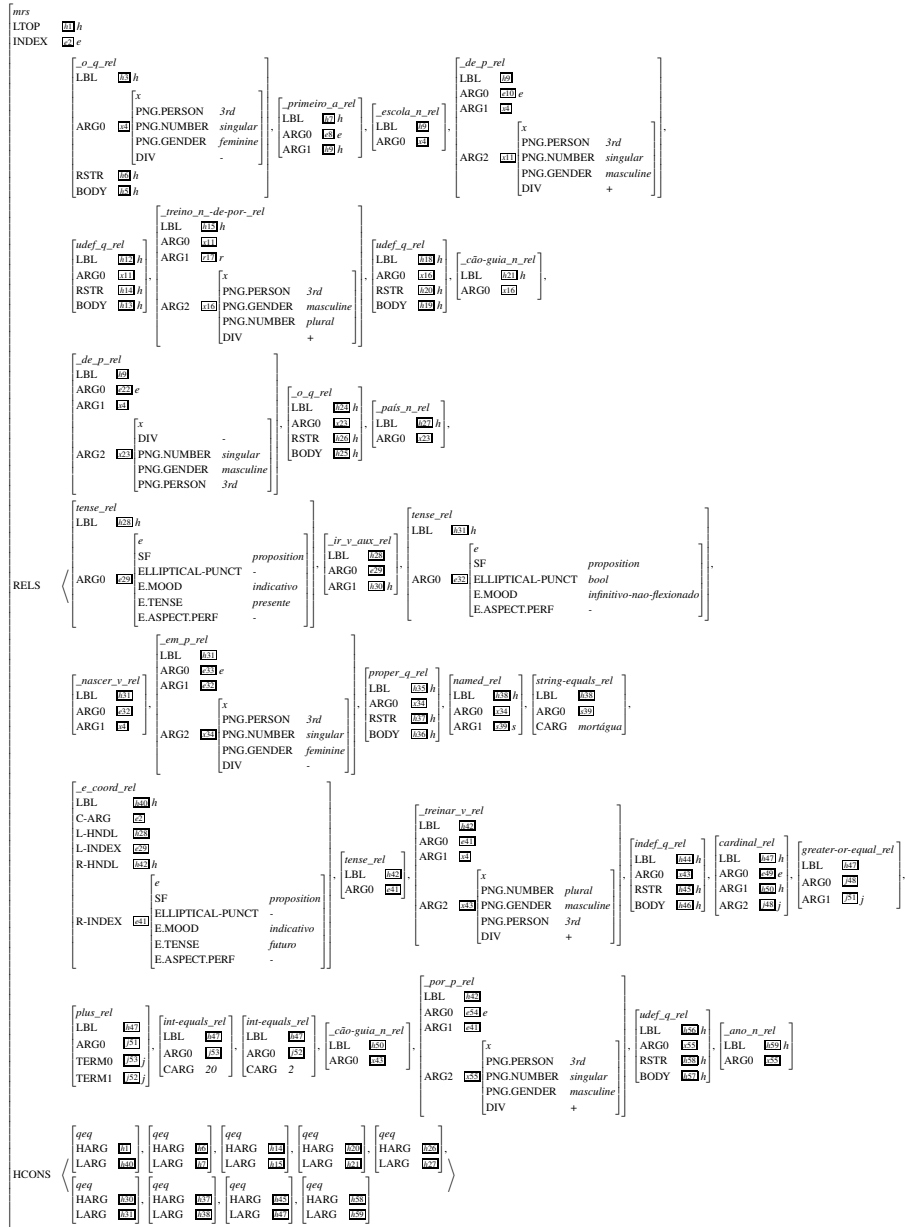 mrs
LTOP h1 h
INDEX e2 e
RELS
_o_q_rel
LBL h3 h
ARG0 x4
x
PNG.PERSON 3rd
PNG.NUMBER singular
PNG.GENDER feminine
DIV -
RSTR h6 h
BODY h5 h
_primeiro_a_rel
LBL h7 h
ARG0 e8 e
ARG1 h9 h
_escola_n_rel
LBL h9
ARG0 x4
_de_p_rel
LBL h9
ARG0 e10 e
ARG1 x4
ARG2 x11
x
PNG.PERSON 3rd
PNG.NUMBER singular
PNG.GENDER masculine
DIV +
udef_q_rel
LBL h12 h
ARG0 x11
RSTR h14 h
BODY h13 h
_treino_n_-de-por-_rel
LBL h15 h
ARG0 x11
ARG1 r17 r
ARG2 x16
x
PNG.PERSON 3rd
PNG.GENDER masculine
PNG.NUMBER plural
DIV +
udef_q_rel
LBL h18 h
ARG0 x16
RSTR h20 h
BODY h19 h
_cão-guia_n_rel
LBL h21 h
ARG0 x16
_de_p_rel
LBL h9
ARG0 e22 e
ARG1 x4
ARG2 x23
x
DIV -
PNG.NUMBER singular
PNG.GENDER masculine
PNG.PERSON 3rd
_o_q_rel
LBL h24 h
ARG0 x23
RSTR h26 h
BODY h25 h
_país_n_rel
LBL h27 h
ARG0 x23
tense_rel
LBL h28 h
ARG0 e29
e
SF proposition
ELLIPTICAL-PUNCT -
E.MOOD indicativo
E.TENSE presente
E.ASPECT.PERF -
_ir_v_aux_rel
LBL h28
ARG0 e29
ARG1 h30 h
tense_rel
LBL h31 h
ARG0 e32
e
SF proposition
ELLIPTICAL-PUNCT bool
E.MOOD infinitivo-nao-flexionado
E.ASPECT.PERF -
_nascer_v_rel
LBL h31
ARG0 e32
ARG1 x4
_em_p_rel
LBL h31
ARG0 e33 e
ARG1 e32
ARG2 x34
x
PNG.PERSON 3rd
PNG.NUMBER singular
PNG.GENDER feminine
DIV -
proper_q_rel
LBL h35 h
ARG0 x34
RSTR h37 h
BODY h36 h
named_rel
LBL h38 h
ARG0 x34
ARG1 x39 s
string-equals_rel
LBL h38
ARG0 x39
CARG mortágua
_e_coord_rel
LBL h40 h
C-ARG e2
L-HNDL h28
L-INDEX e29
R-HNDL h42 h
R-INDEX e41
e
SF proposition
ELLIPTICAL-PUNCT -
E.MOOD indicativo
E.TENSE futuro
E.ASPECT.PERF -
tense_rel
LBL h42
ARG0 e41
_treinar_v_rel
LBL h42
ARG0 e41
ARG1 x4
ARG2 x43
x
PNG.NUMBER plural
PNG.GENDER masculine
PNG.PERSON 3rd
DIV +
indef_q_rel
LBL h44 h
ARG0 x43
RSTR h45 h
BODY h46 h
cardinal_rel
LBL h47 h
ARG0 e49 e
ARG1 h50 h
ARG2 j48 j
greater-or-equal_rel
LBL h47
ARG0 j48
ARG1 j51 j
plus_rel
LBL h47
ARG0 j51
TERM0 j53 j
TERM1 j52 j
int-equals_rel
LBL h47
ARG0 j53
CARG 20
int-equals_rel
LBL h47
ARG0 j52
CARG 2
_cão-guia_n_rel
LBL h50
ARG0 x43
_por_p_rel
LBL h42
ARG0 e54 e
ARG1 e41
ARG2 x55
x
PNG.PERSON 3rd
PNG.NUMBER singular
PNG.GENDER masculine
DIV +
udef_q_rel
LBL h56 h
ARG0 x55
RSTR h58 h
BODY h57 h
_ano_n_rel
LBL h59 h
ARG0 x55
HCONS
qeq
HARG h1
LARG h40
qeq
HARG h6
LARG h7
qeq
HARG h14
LARG h15
qeq
HARG h20
LARG h21
qeq
HARG h26
LARG h27
qeq
HARG h30
LARG h31
qeq
HARG h37
LARG h38
qeq
HARG h45
LARG h47
qeq
HARG h58
LARG h59